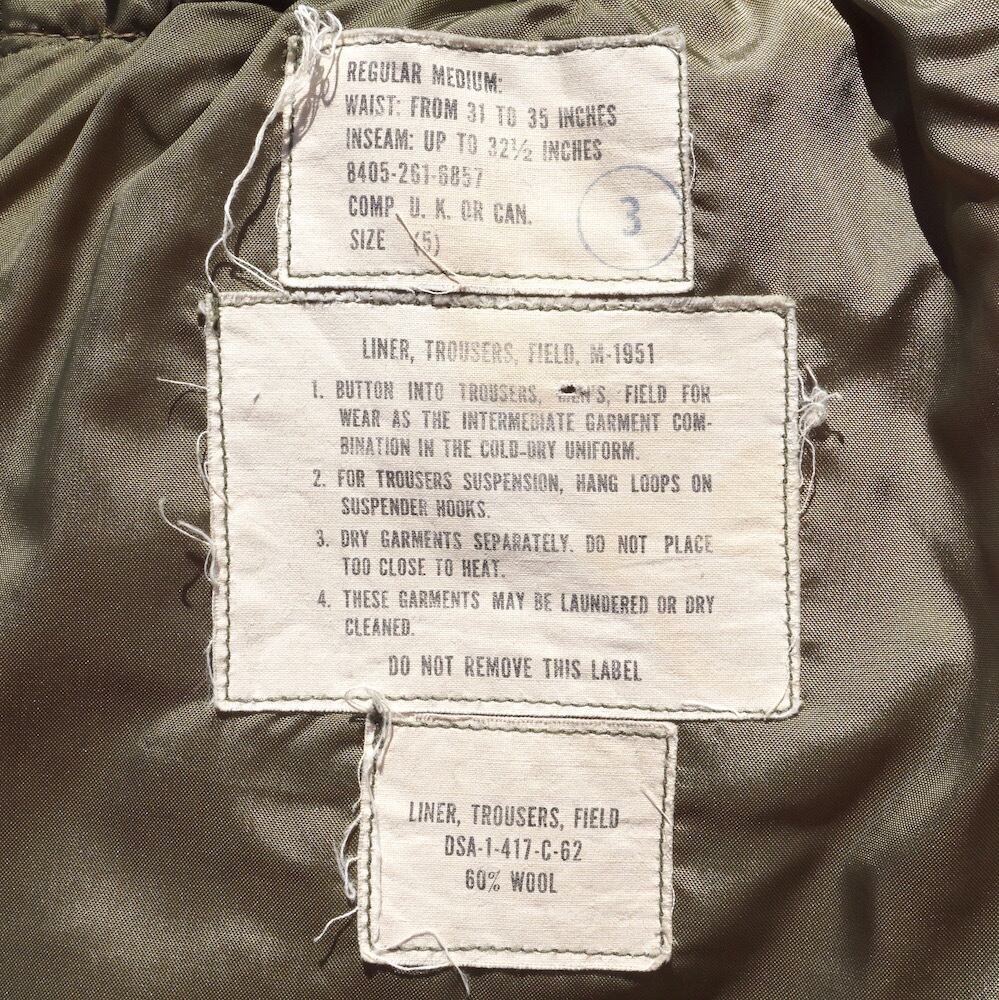 REGULAR MEDIUM:
WAIST: FROM 31 TO 35 INCHES
INSEAM: UP TO 32½ INCHES
8405-261-6857
COMP U. K. OR CAN.
SIZE (5)
3
LINER, TROUSERS, FIELD, M-1951
1. BUTTON INTO TROUSERS, MEN'S, FIELD FOR
WEAR AS THE INTERMEDIATE GARMENT COM-
BINATION IN THE COLD-DRY UNIFORM.
2. FOR TROUSERS SUSPENSION, HANG LOOPS ON
SUSPENDER HOOKS.
3. DRY GARMENTS SEPARATELY. DO NOT PLACE
TOO CLOSE TO HEAT.
4. THESE GARMENTS MAY BE LAUNDERED OR DRY
CLEANED.
DO NOT REMOVE THIS LABEL
LINER, TROUSERS, FIELD
DSA-1-417-C-62
60% WOOL